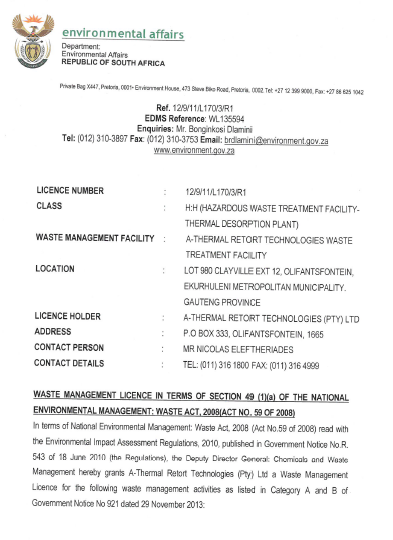 environmental affairs
Department:
Environmental Affairs
REPUBLIC OF SOUTH AFRICA
Private Bag X447, Pretoria, 0001• Environment House, 473 Steve Biko Road, Pretoria, 0002 Tel: +27 12 399 9000, Fax: +27 86 625 1042
Ref. 12/9/11/L170/3/R1
EDMS Reference: WL135594
Enquiries: Mr. Bonginkosi Dlamini
Tel: (012) 310-3897 Fax: (012) 310-3753 Email: brdlamini@environment.gov.za
www.environment.gov.za
LICENCE NUMBER : 12/9/11/L170/3/R1
CLASS : H:H (HAZARDOUS WASTE TREATMENT FACILITY-
THERMAL DESORPTION PLANT)
WASTE MANAGEMENT FACILITY : A-THERMAL RETOIRT TECHNOLOGIES WASTE
TREATMENT FACILITY
LOCATION : LOT 980 CLAYVILLE EXT 12, OLIFANTSFONTEIN,
EKURHULENI METROPOLITAN MUNICIPALITY.
GAUTENG PROVINCE
LICENCE HOLDER : A-THERMAL RETORT TECHNOLOGIES (PTY) LTD
ADDRESS : P.O BOX 333, OLIFANTSFONTEIN, 1665
CONTACT PERSON : MR NICOLAS ELEFTHERIADES
CONTACT DETAILS : TEL: (011) 316 1800 FAX: (011) 316 4999
WASTE MANAGEMENT LICENCE IN TERMS OF SECTION 49 (1)(a) OF THE NATIONAL
ENVIRONMENTAL MANAGEMENT: WASTE ACT, 2008(ACT NO. 59 OF 2008)
In terms of National Environmental Management: Waste Act, 2008 (Act No.59 of 2008) read with
the Environmental Impact Assessment Regulations, 2010, published in Government Notice No.R.
543 of 18 June 2010 (the Regulations), the Deputy Director General: Chemicals and Waste
Management hereby grants A-Thermal Retort Technologies (Pty) Ltd a Waste Management
Licence for the following waste management activities as listed in Category A and B of
Government Notice No 921 dated 29 November 2013: